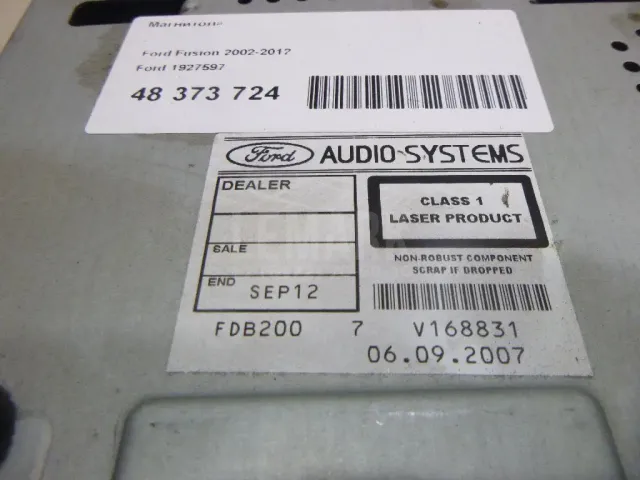 Магнитола
Ford Fusion 2002-2012
Ford 1927597
48 373 724
Ford AUDIO-SYSTEMS
DEALER
SALE
END SEP12
CLASS 1
LASER PRODUCT
NON-ROBUST COMPONENT
SCRAP IF DROPPED
FDB200 7 V168831
06.09.2007